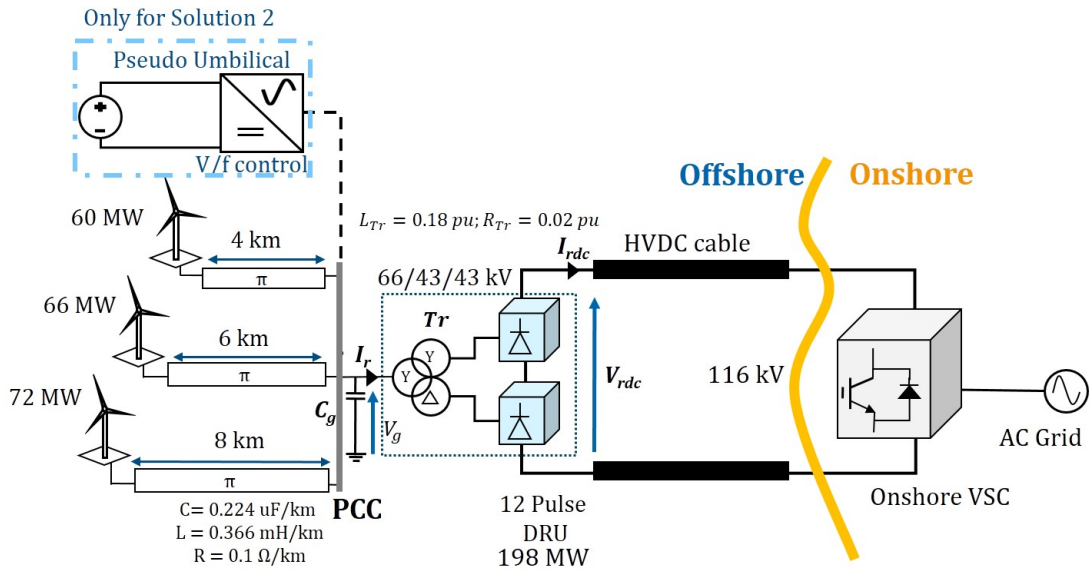 Only for Solution 2
Pseudo Umbilical
+
−
V/f control
Offshore
Onshore
60 MW
4 km
π
66 MW
6 km
π
72 MW
8 km
π
C= 0.224 uF/km
L = 0.366 mH/km
R = 0.1 Ω/km
PCC
C_g
V_g
I_r
L_Tr = 0.18 pu; R_Tr = 0.02 pu
66/43/43 kV
Tr
Y
Y
Δ
I_rdc
HVDC cable
V_rdc
116 kV
12 Pulse
DRU
198 MW
Onshore VSC
AC Grid